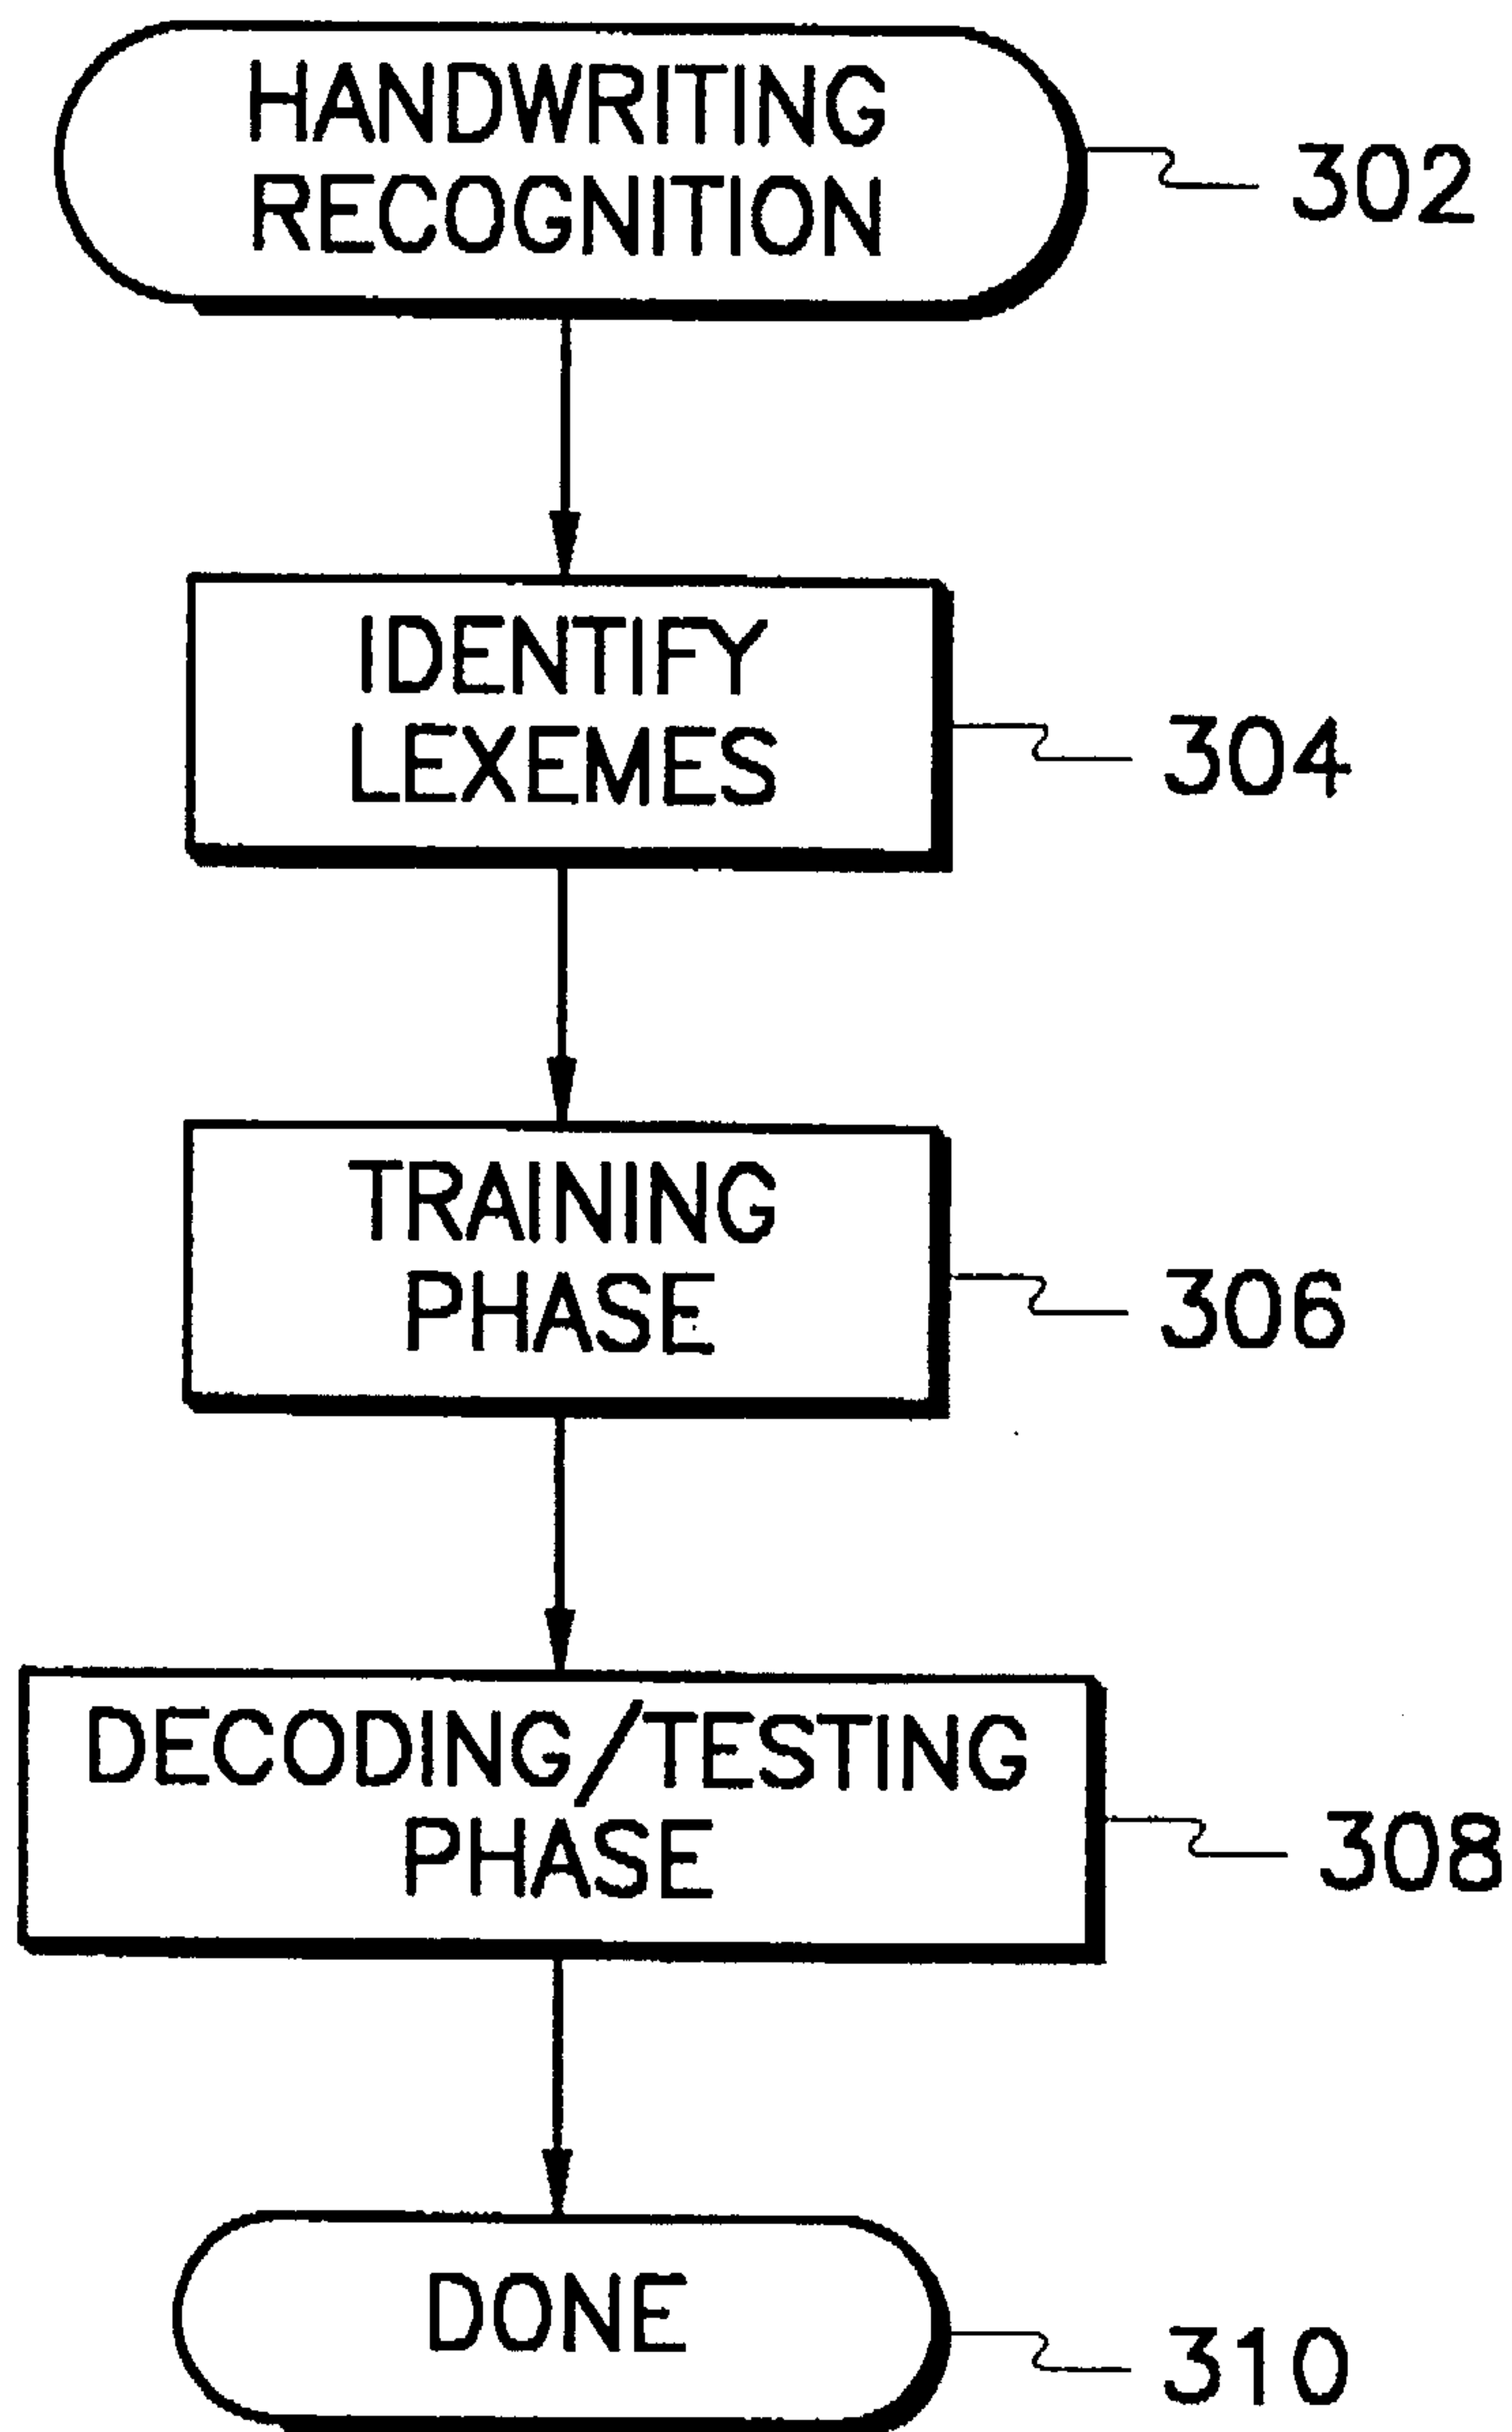 HANDWRITING
RECOGNITION
302
IDENTIFY
LEXEMES
304
TRAINING
PHASE
306
DECODING/TESTING
PHASE
308
DONE
310